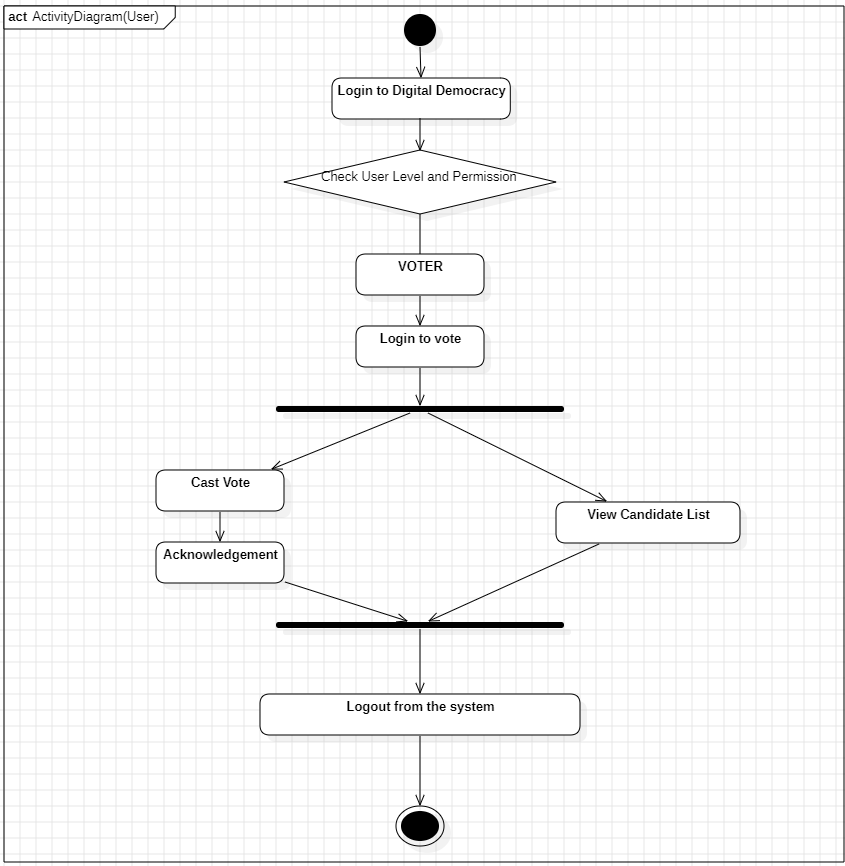 act ActivityDiagram(User)
Login to Digital Democracy
Check User Level and Permission
VOTER
Login to vote
Cast Vote
View Candidate List
Acknowledgement
Logout from the system